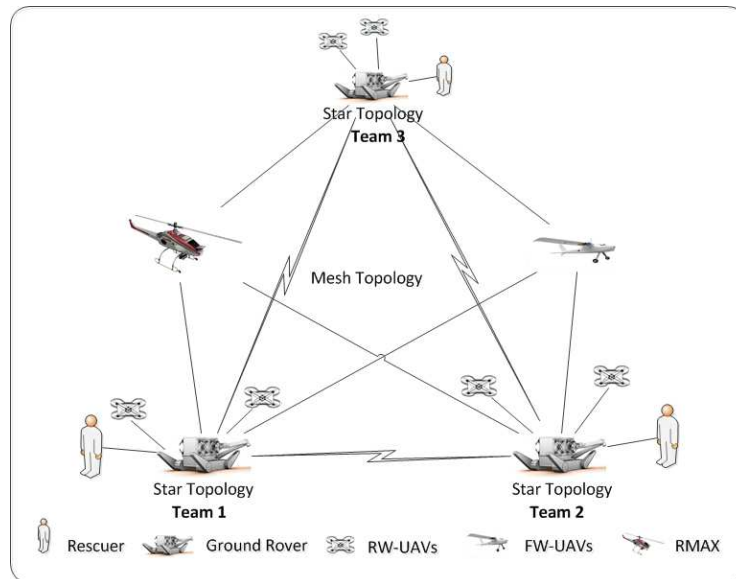 Star Topology
Team 3
Mesh Topology
Star Topology
Team 1
Star Topology
Team 2
Rescuer
Ground Rover
RW-UAVs
FW-UAVs
RMAX